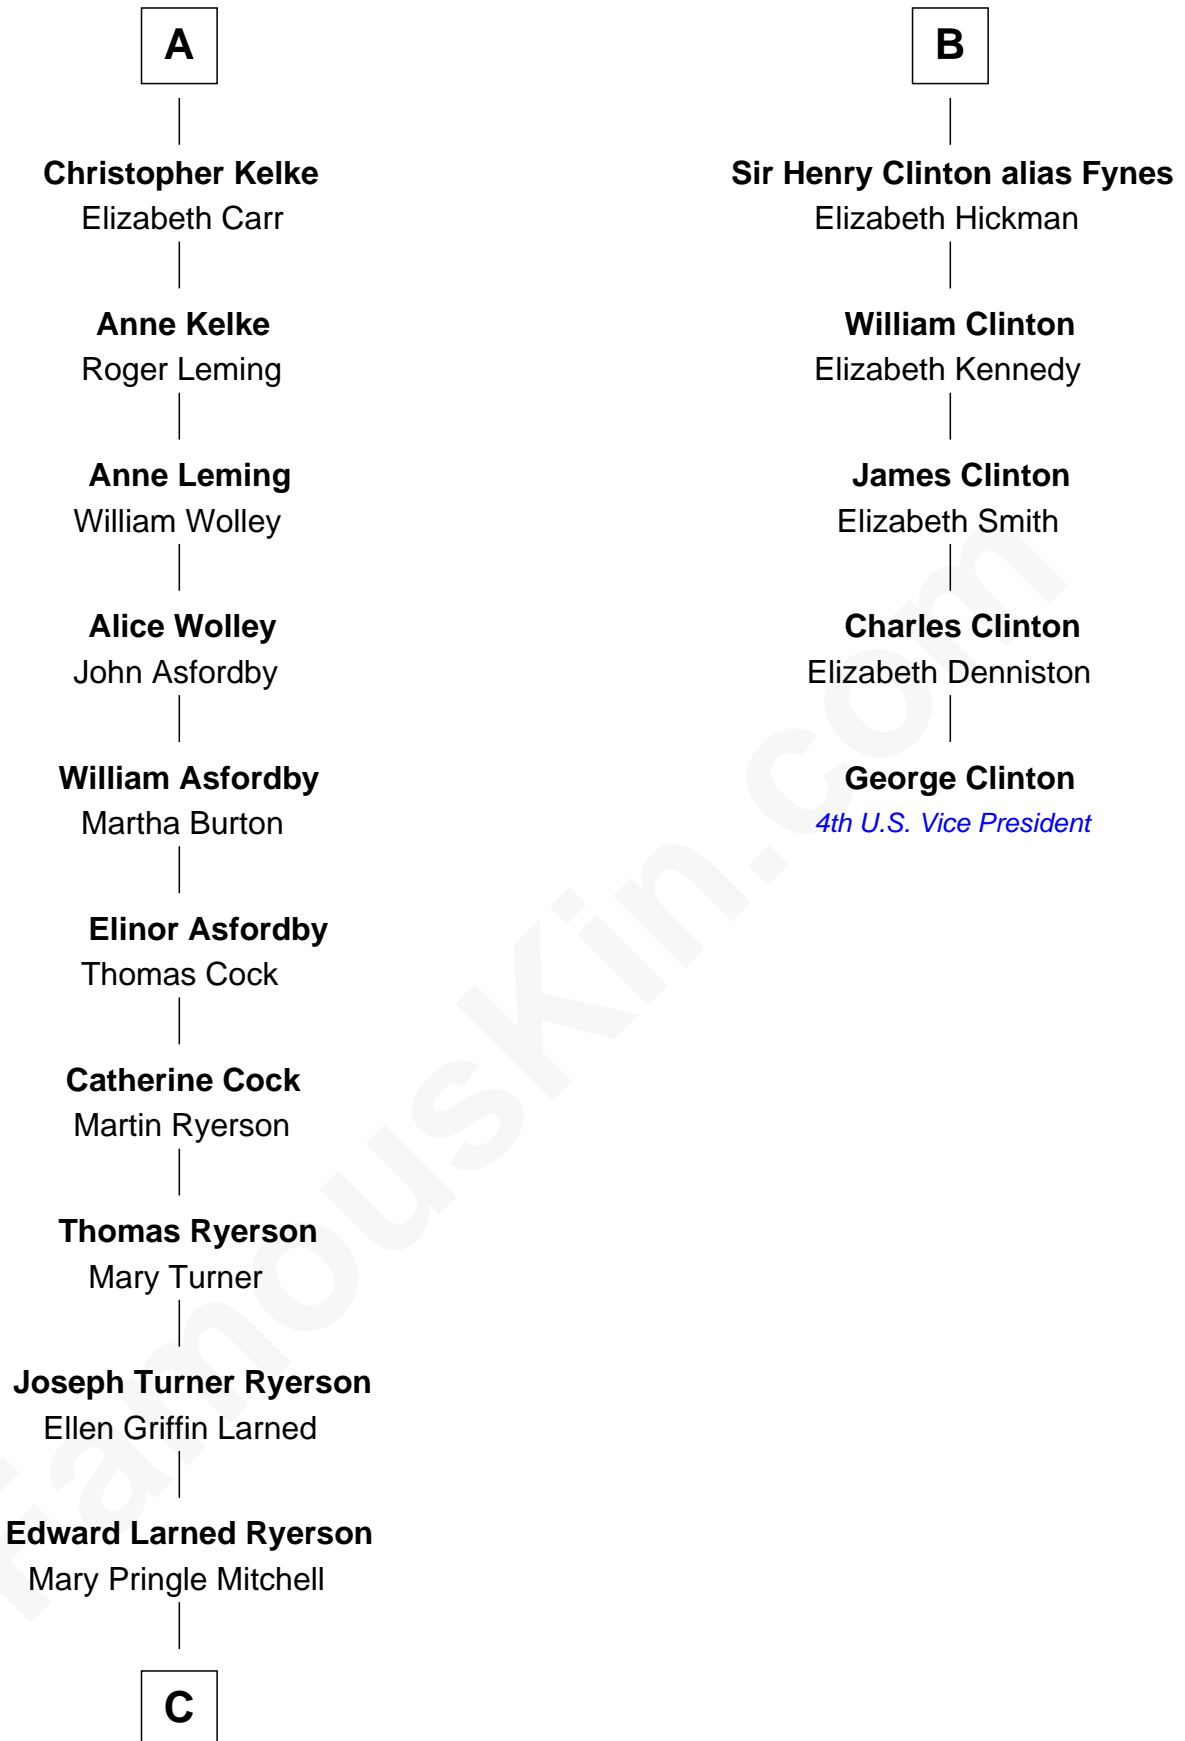 A
Christopher Kelke
Elizabeth Carr
Anne Kelke
Roger Leming
Anne Leming
William Wolley
Alice Wolley
John Asfordby
William Asfordby
Martha Burton
Elinor Asfordby
Thomas Cock
Catherine Cock
Martin Ryerson
Thomas Ryerson
Mary Turner
Joseph Turner Ryerson
Ellen Griffin Larned
Edward Larned Ryerson
Mary Pringle Mitchell
C
B
Sir Henry Clinton alias Fynes
Elizabeth Hickman
William Clinton
Elizabeth Kennedy
James Clinton
Elizabeth Smith
Charles Clinton
Elizabeth Denniston
George Clinton
4th U.S. Vice President
FamousKin.com